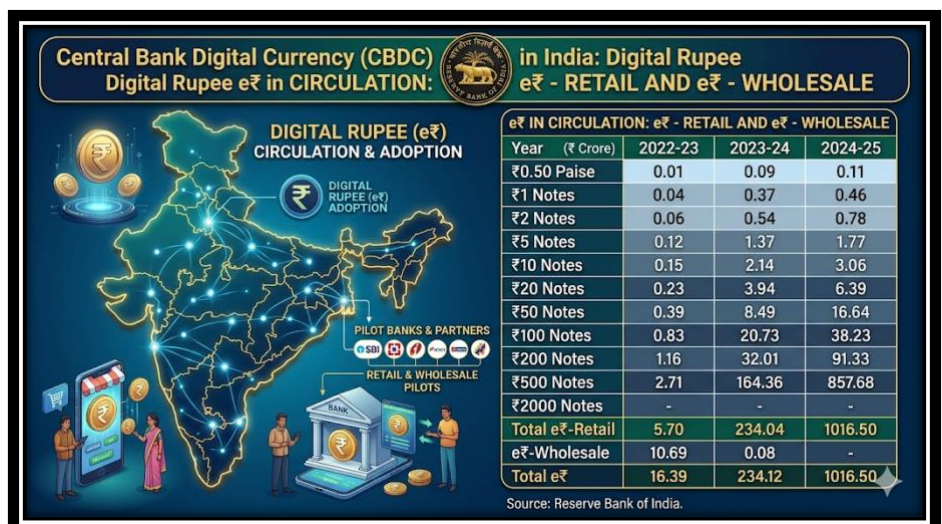 Central Bank Digital Currency (CBDC) in India: Digital Rupee
Digital Rupee e₹ in CIRCULATION: e₹ - RETAIL AND e₹ - WHOLESALE
भारतीय रिज़र्व बैंक
RESERVE BANK OF INDIA
DIGITAL RUPEE (e₹)
CIRCULATION & ADOPTION
₹
₹
DIGITAL
RUPEE (e₹)
ADOPTION
PILOT BANKS & PARTNERS
SBI
RETAIL & WHOLESALE
PILOTS
BANK
₹
e₹ IN CIRCULATION: e₹ - RETAIL AND e₹ - WHOLESALE
Year (₹ Crore) 2022-23 2023-24 2024-25
₹0.50 Paise 0.01 0.09 0.11
₹1 Notes 0.04 0.37 0.46
₹2 Notes 0.06 0.54 0.78
₹5 Notes 0.12 1.37 1.77
₹10 Notes 0.15 2.14 3.06
₹20 Notes 0.23 3.94 6.39
₹50 Notes 0.39 8.49 16.64
₹100 Notes 0.83 20.73 38.23
₹200 Notes 1.16 32.01 91.33
₹500 Notes 2.71 164.36 857.68
₹2000 Notes - - -
Total e₹-Retail 5.70 234.04 1016.50
e₹-Wholesale 10.69 0.08 -
Total e₹ 16.39 234.12 1016.50
Source: Reserve Bank of India.